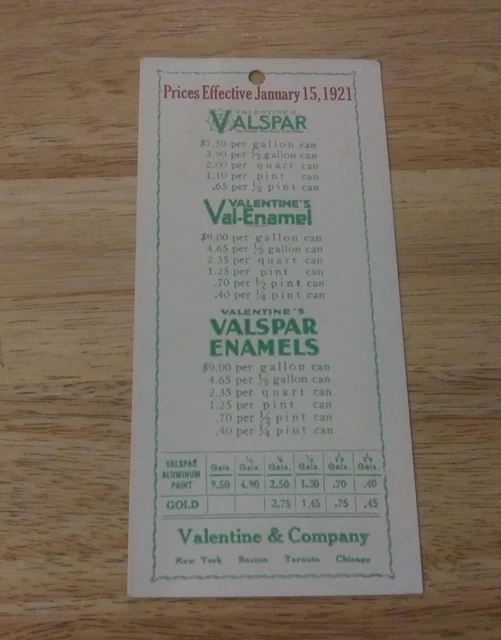 Prices Effective January 15, 1921
VALENTINE'S
VALSPAR
$7.50 per gallon can
3.90 per ½ gallon can
2.00 per quart can
1.10 per pint can
.65 per ½ pint can
VALENTINE'S
Val-Enamel
$9.00 per gallon can
4.65 per ½ gallon can
2.35 per quart can
1.25 per pint can
.70 per ½ pint can
.40 per ¼ pint can
VALENTINE'S
VALSPAR
ENAMELS
$9.00 per gallon can
4.65 per ½ gallon can
2.35 per quart can
1.25 per pint can
.70 per ½ pint can
.40 per ¼ pint can
VALSPAR ALUMINUM PAINT
Gals. Gals. Gals. Gals.
9.50 4.90 2.50 1.30 .70 .40
GOLD 2.75 1.45 .75 .45
Valentine & Company
New York Boston Toronto Chicago